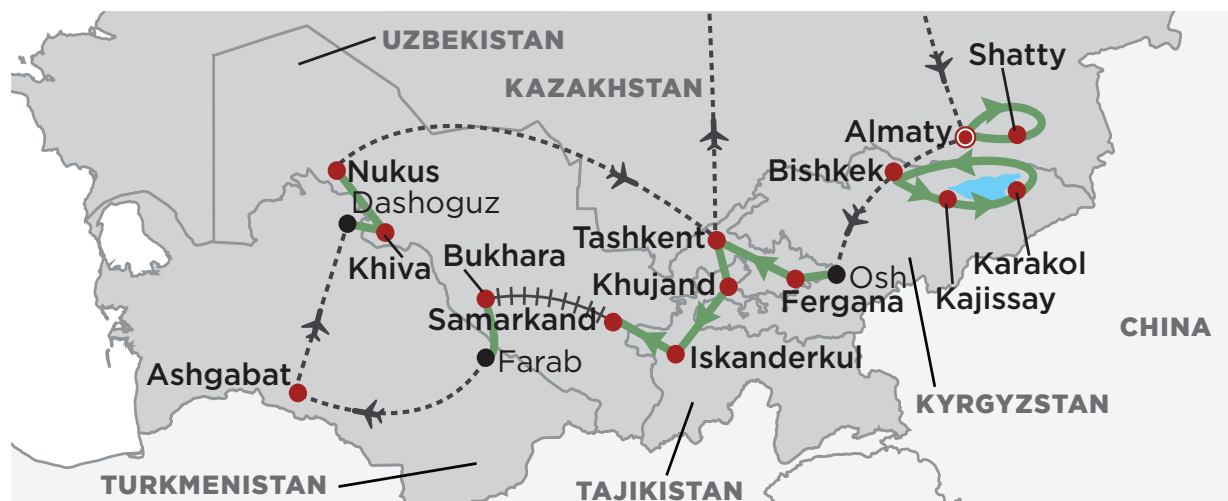 UZBEKISTAN
Shatty
KAZAKHSTAN
Almaty
Bishkek
Nukus
Dashoguz
Tashkent
Bukhara
Khiva
Khujand
Osh
Karakol
Fergana
Kajissay
Samarkand
CHINA
Farab
Iskanderkul
Ashgabat
KYRGYZSTAN
TURKMENISTAN
TAJIKISTAN